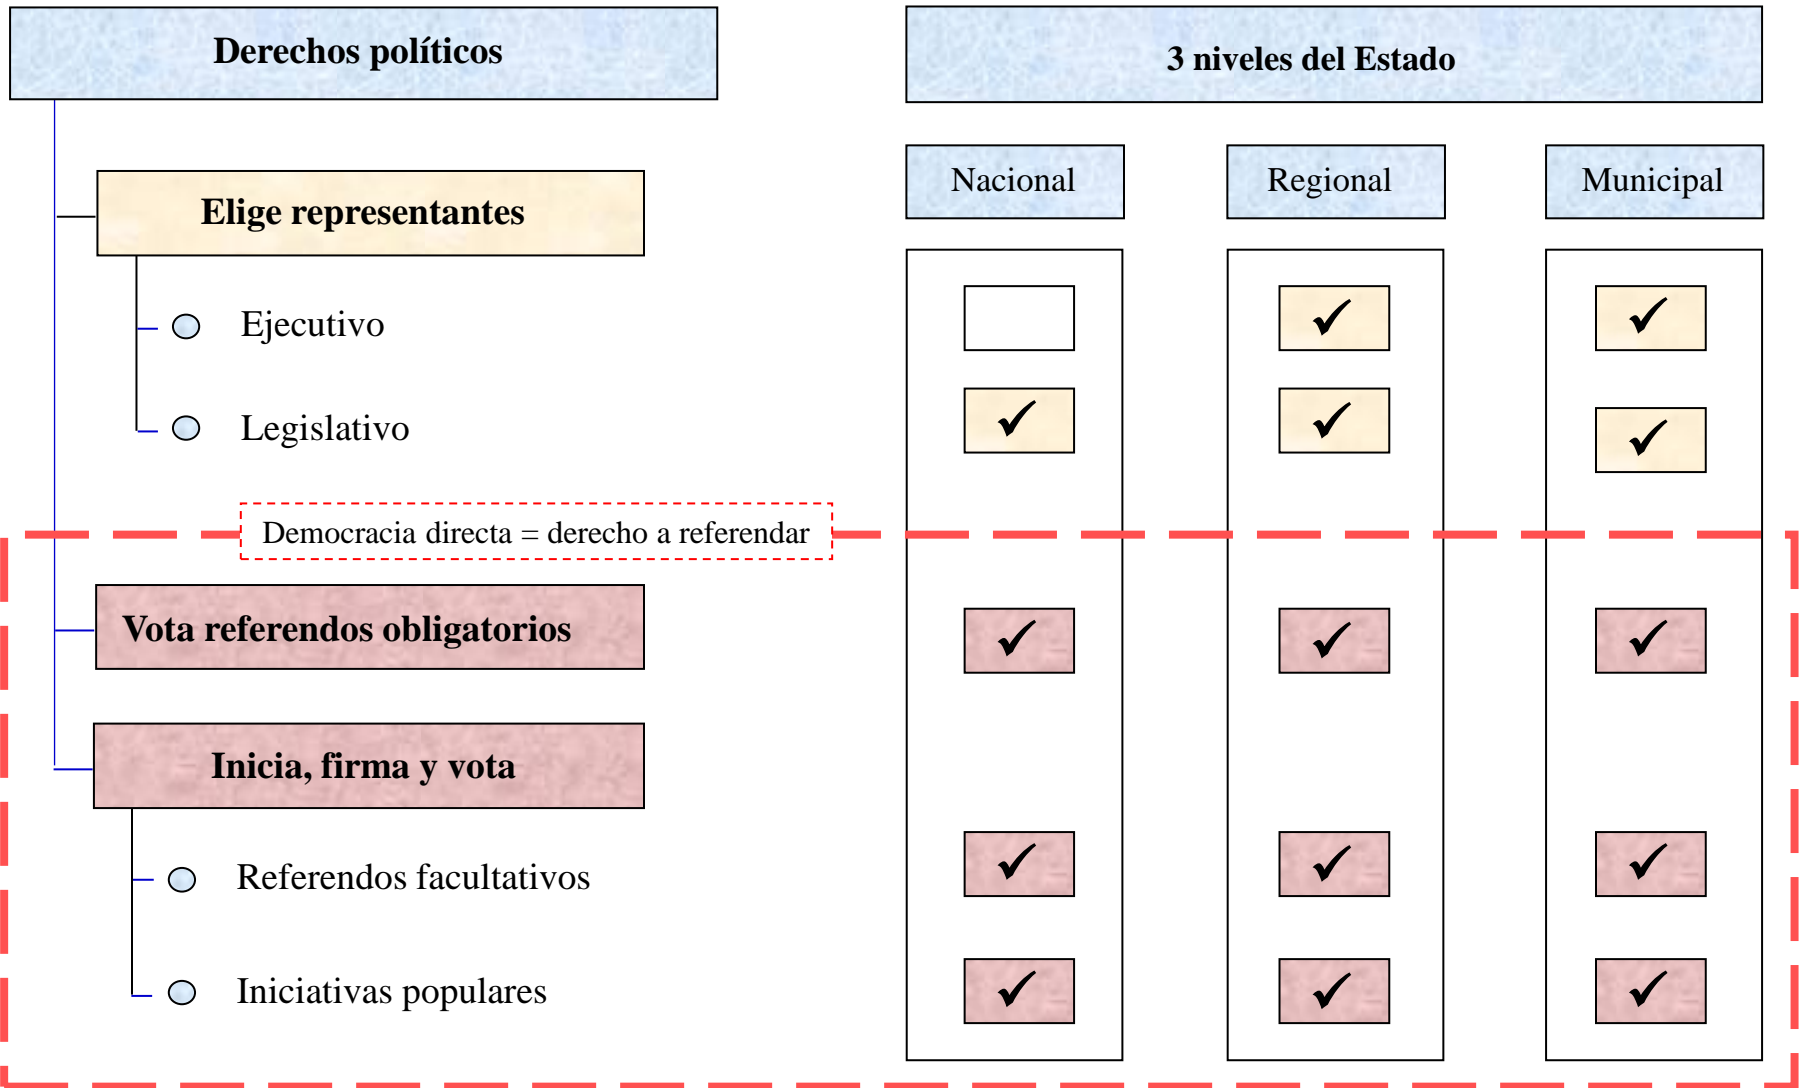 Derechos políticos
3 niveles del Estado
Nacional
Regional
Municipal
Elige representantes
Ejecutivo
✓
✓
Legislativo
✓
✓
✓
Democracia directa = derecho a referendar
Vota referendos obligatorios
✓
✓
✓
Inicia, firma y vota
Referendos facultativos
✓
✓
✓
Iniciativas populares
✓
✓
✓